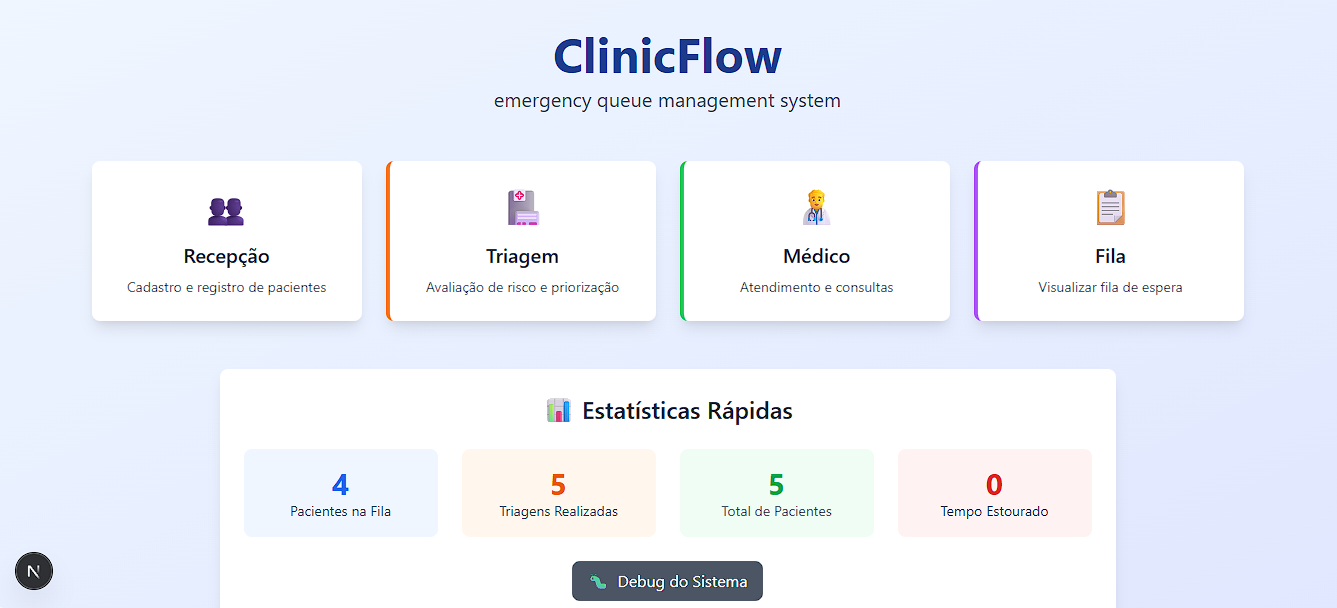 ClinicFlow
emergency queue management system
Recepção
Cadastro e registro de pacientes
Triagem
Avaliação de risco e priorização
Médico
Atendimento e consultas
Fila
Visualizar fila de espera
Estatísticas Rápidas
4
Pacientes na Fila
5
Triagens Realizadas
5
Total de Pacientes
0
Tempo Estourado
Debug do Sistema
N